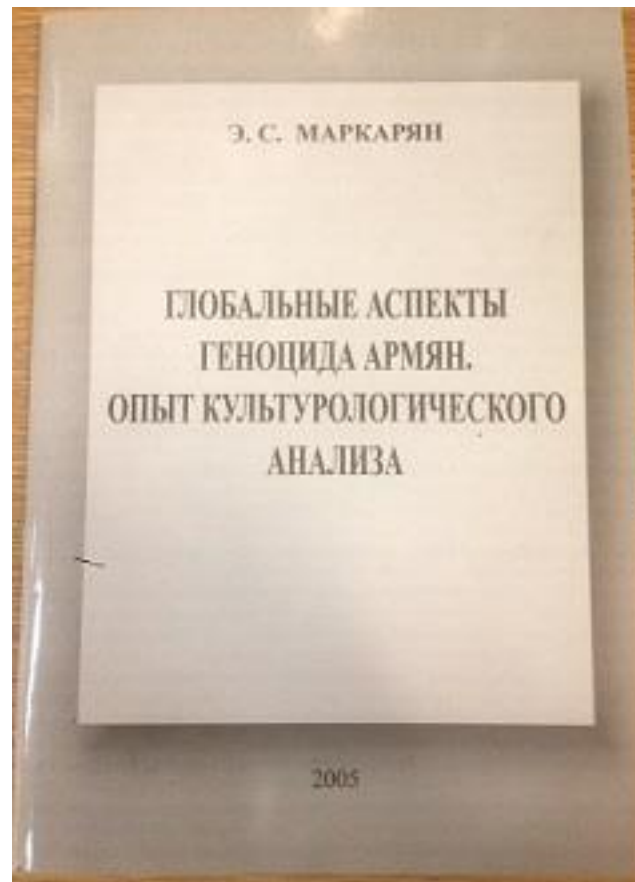 Э. С. МАРКАРЯН
ГЛОБАЛЬНЫЕ АСПЕКТЫ
ГЕНОЦИДА АРМЯН.
ОПЫТ КУЛЬТУРОЛОГИЧЕСКОГО
АНАЛИЗА
2005